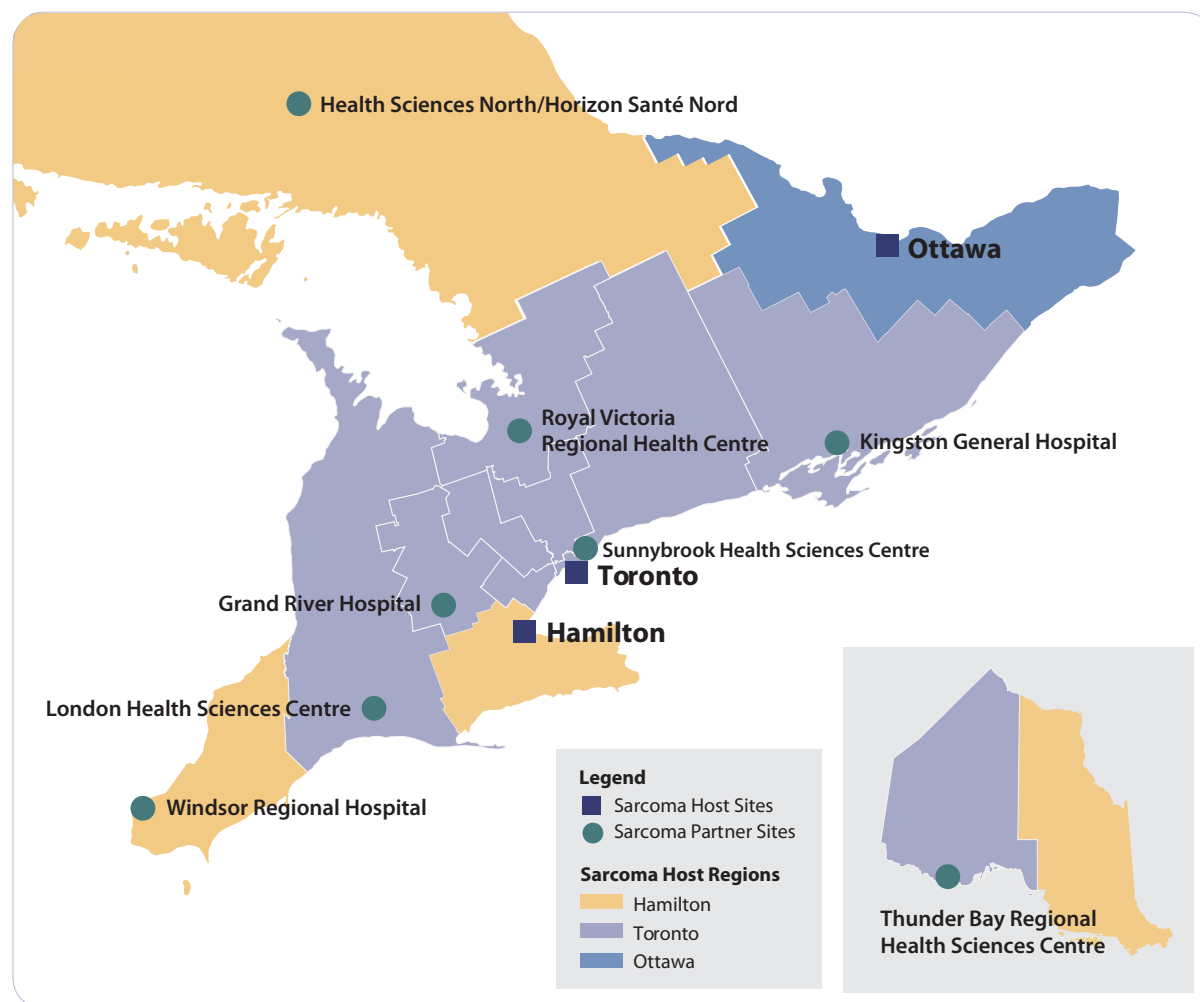 Health Sciences North/Horizon Santé Nord
Ottawa
Royal Victoria
Regional Health Centre
Kingston General Hospital
Sunnybrook Health Sciences Centre
Toronto
Grand River Hospital
Hamilton
London Health Sciences Centre
Windsor Regional Hospital
Legend
Sarcoma Host Sites
Sarcoma Partner Sites
Sarcoma Host Regions
Hamilton
Toronto
Ottawa
Thunder Bay Regional
Health Sciences Centre